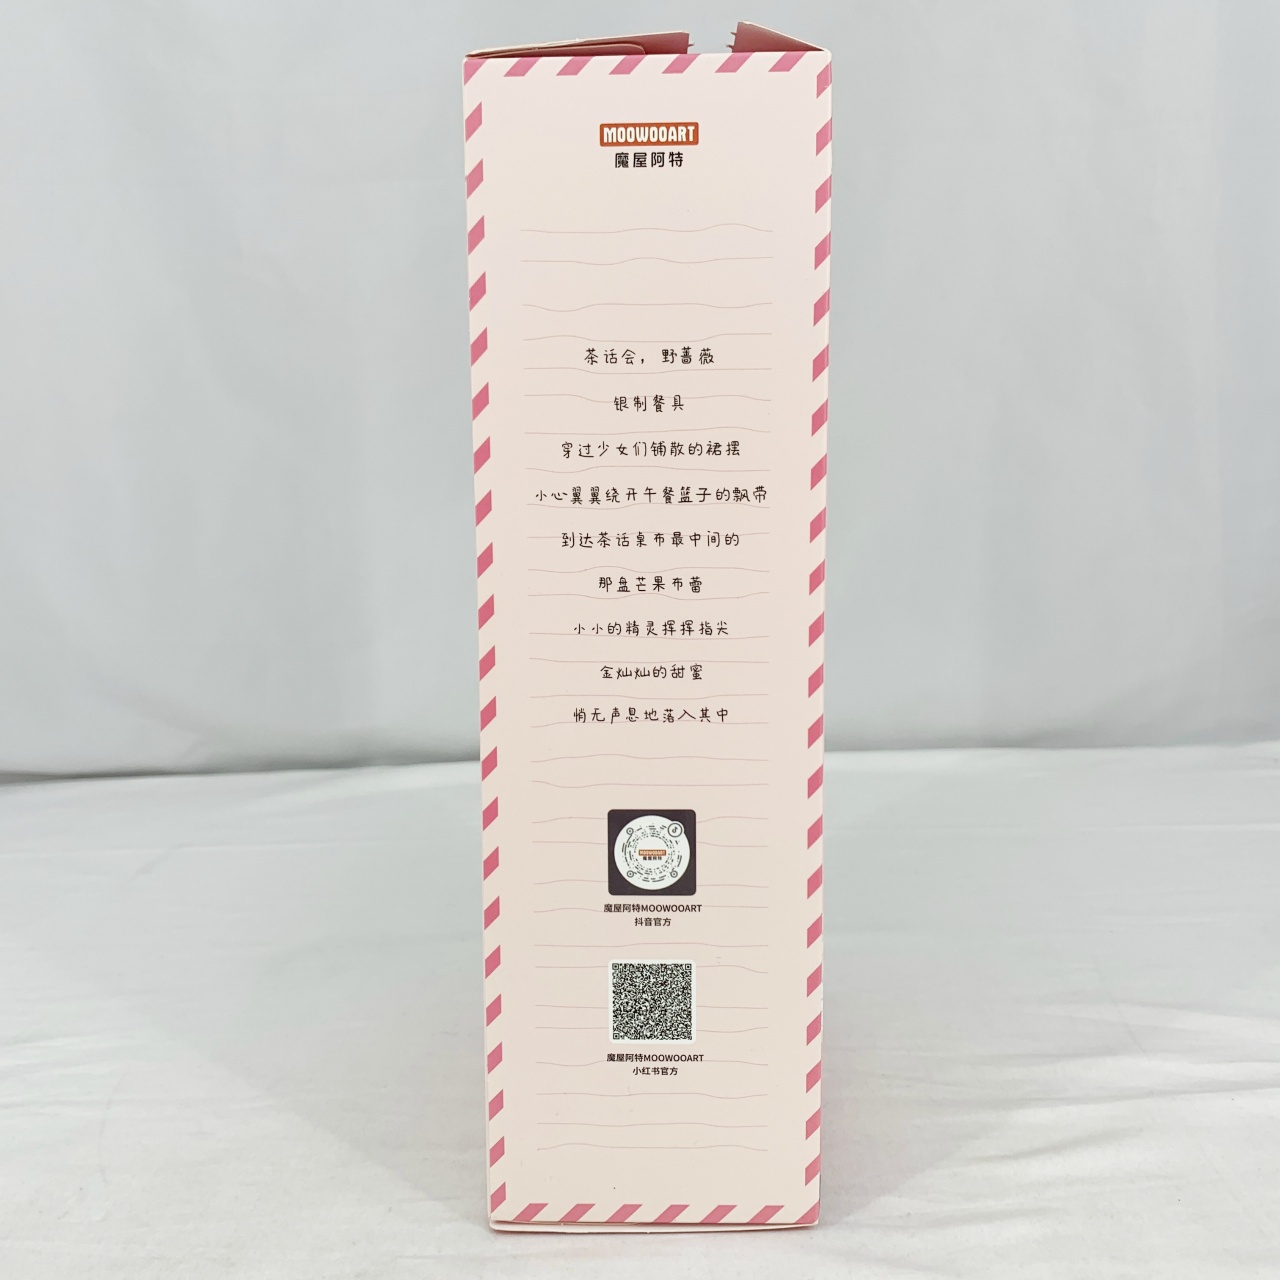 MOOWOOART
魔屋阿特
茶话会，野蔷薇
银制餐具
穿过少女们铺散的裙摆
小心翼翼绕开午餐篮子的飘带
到达茶话桌布最中间的
那盘芒果布蕾
小小的精灵挥挥指尖
金灿灿的甜蜜
悄无声息地落入其中
MOOWOOART
魔屋阿特
魔屋阿特MOOWOOART
抖音官方
魔屋阿特MOOWOOART
小红书官方